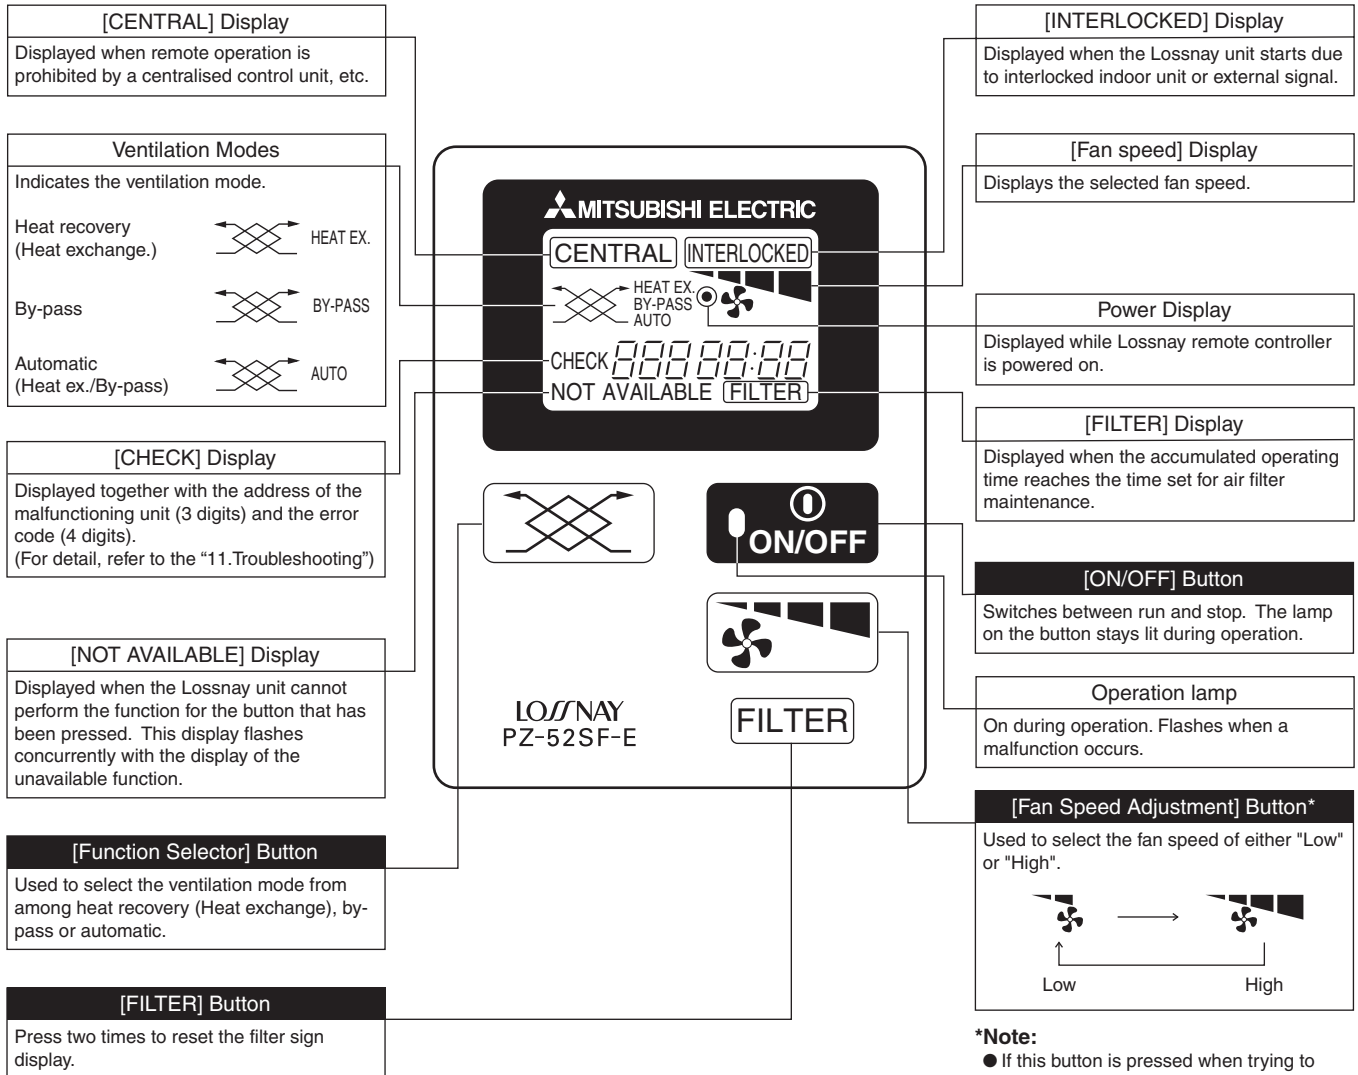 [CENTRAL] Display
Displayed when remote operation is
prohibited by a centralised control unit, etc.
Ventilation Modes
Indicates the ventilation mode.
Heat recovery
(Heat exchange.)
HEAT EX.
By-pass
BY-PASS
Automatic
(Heat ex./By-pass)
AUTO
[CHECK] Display
Displayed together with the address of the
malfunctioning unit (3 digits) and the error
code (4 digits).
(For detail, refer to the “11.Troubleshooting”)
[NOT AVAILABLE] Display
Displayed when the Lossnay unit cannot
perform the function for the button that has
been pressed. This display flashes
concurrently with the display of the
unavailable function.
[Function Selector] Button
Used to select the ventilation mode from
among heat recovery (Heat exchange), by-
pass or automatic.
[FILTER] Button
Press two times to reset the filter sign
display.
MITSUBISHI ELECTRIC
CENTRAL INTERLOCKED
HEAT EX.
BY-PASS
AUTO
CHECK 888 88:88
NOT AVAILABLE FILTER
ON/OFF
LOSSNAY
PZ-52SF-E
FILTER
[INTERLOCKED] Display
Displayed when the Lossnay unit starts due
to interlocked indoor unit or external signal.
[Fan speed] Display
Displays the selected fan speed.
Power Display
Displayed while Lossnay remote controller
is powered on.
[FILTER] Display
Displayed when the accumulated operating
time reaches the time set for air filter
maintenance.
[ON/OFF] Button
Switches between run and stop. The lamp
on the button stays lit during operation.
Operation lamp
On during operation. Flashes when a
malfunction occurs.
[Fan Speed Adjustment] Button*
Used to select the fan speed of either "Low"
or "High".
Low High
*Note:
● If this button is pressed when trying to